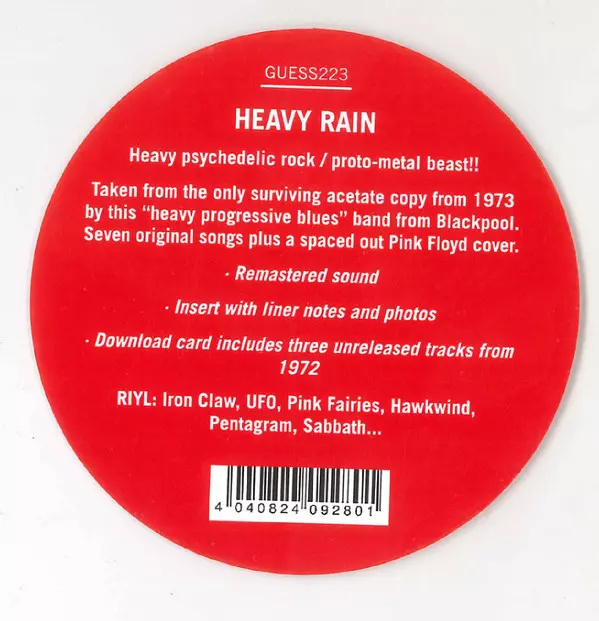 GUESS223
HEAVY RAIN
Heavy psychedelic rock / proto-metal beast!!
Taken from the only surviving acetate copy from 1973
by this “heavy progressive blues” band from Blackpool.
Seven original songs plus a spaced out Pink Floyd cover.
· Remastered sound
· Insert with liner notes and photos
· Download card includes three unreleased tracks from
1972
RIYL: Iron Claw, UFO, Pink Fairies, Hawkwind,
Pentagram, Sabbath...
4 040824 092801